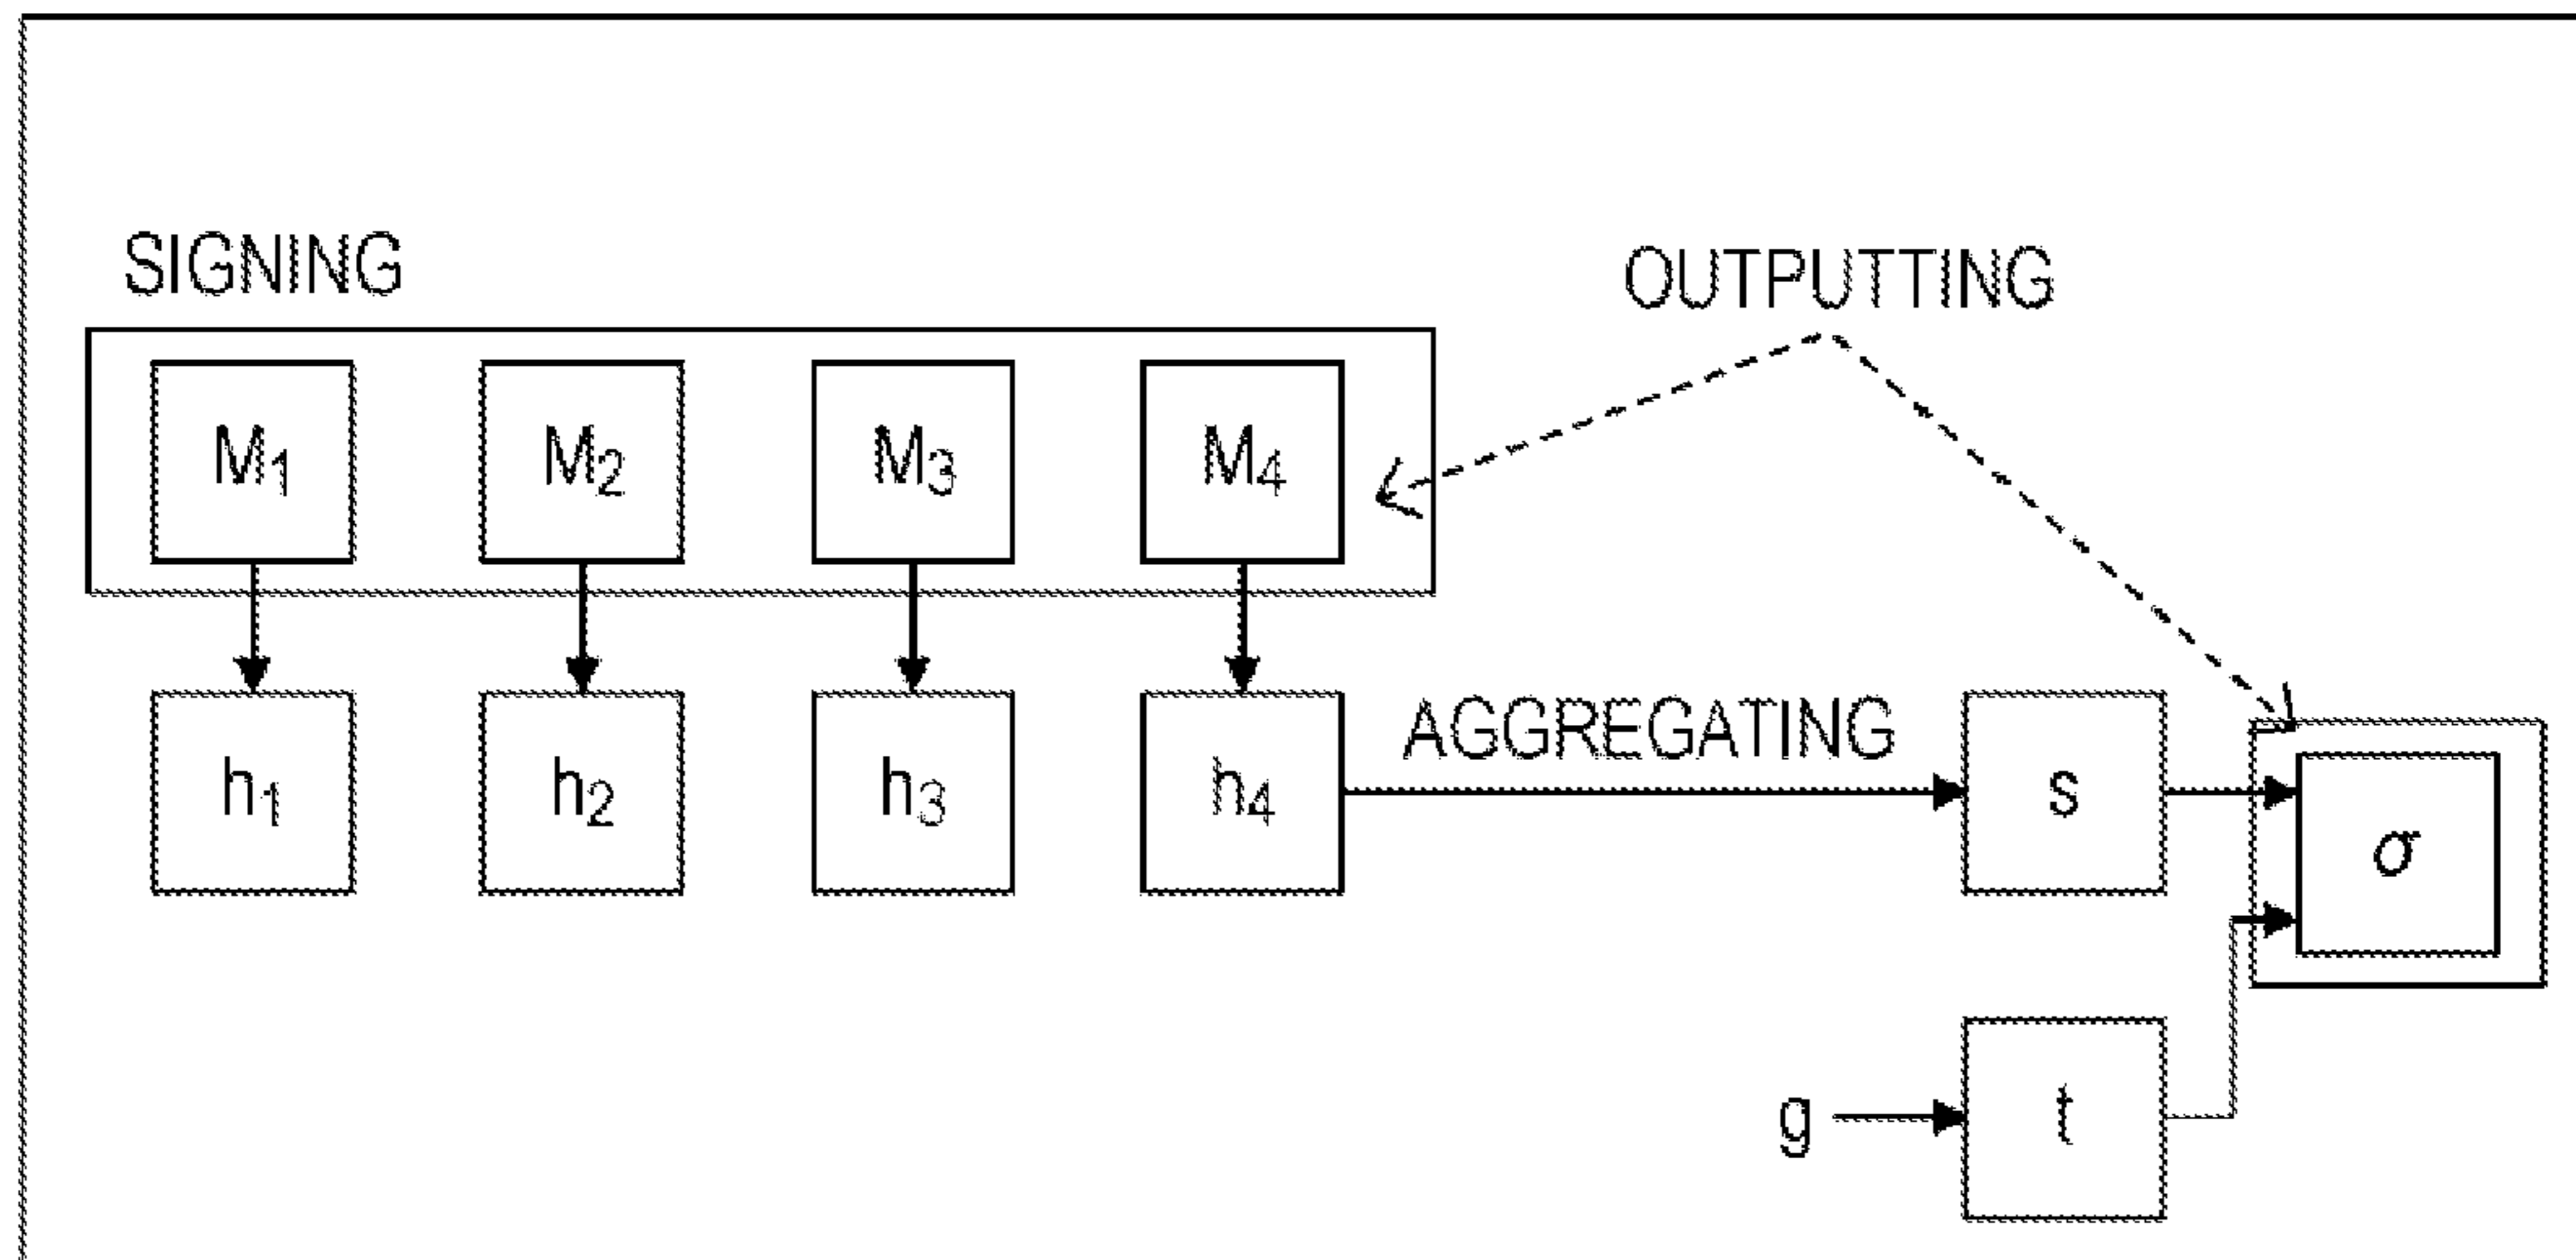 SIGNING
OUTPUTTING
M₁ M₂ M₃ M₄
h₁ h₂ h₃ h₄
AGGREGATING
s
σ
g
t